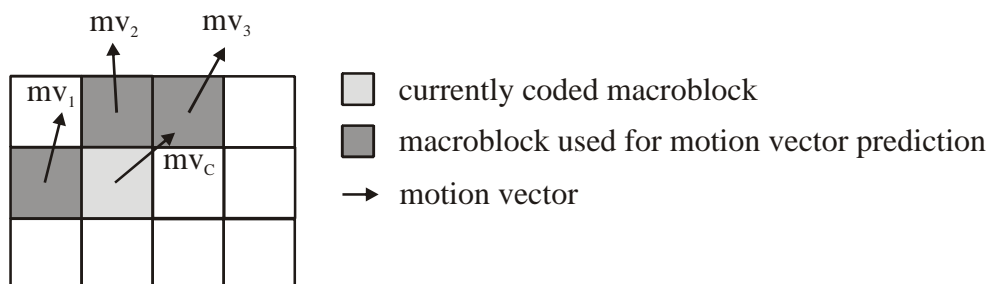 mv2
mv3
mv1
mvC
currently coded macroblock
macroblock used for motion vector prediction
motion vector